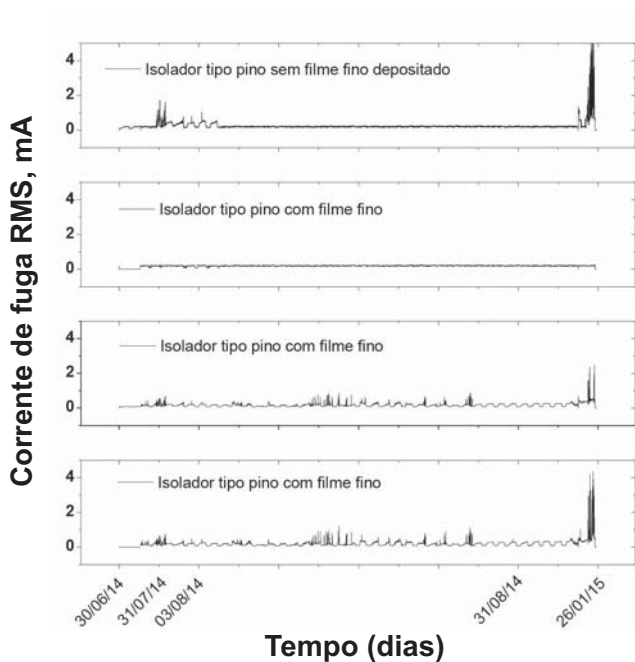 Corrente de fuga RMS, mA
4
2
0
Isolador tipo pino sem filme fino depositado
4
2
0
Isolador tipo pino com filme fino
4
2
0
Isolador tipo pino com filme fino
4
2
0
Isolador tipo pino com filme fino
30/06/14
31/07/14
03/08/14
31/08/14
26/01/15
Tempo (dias)